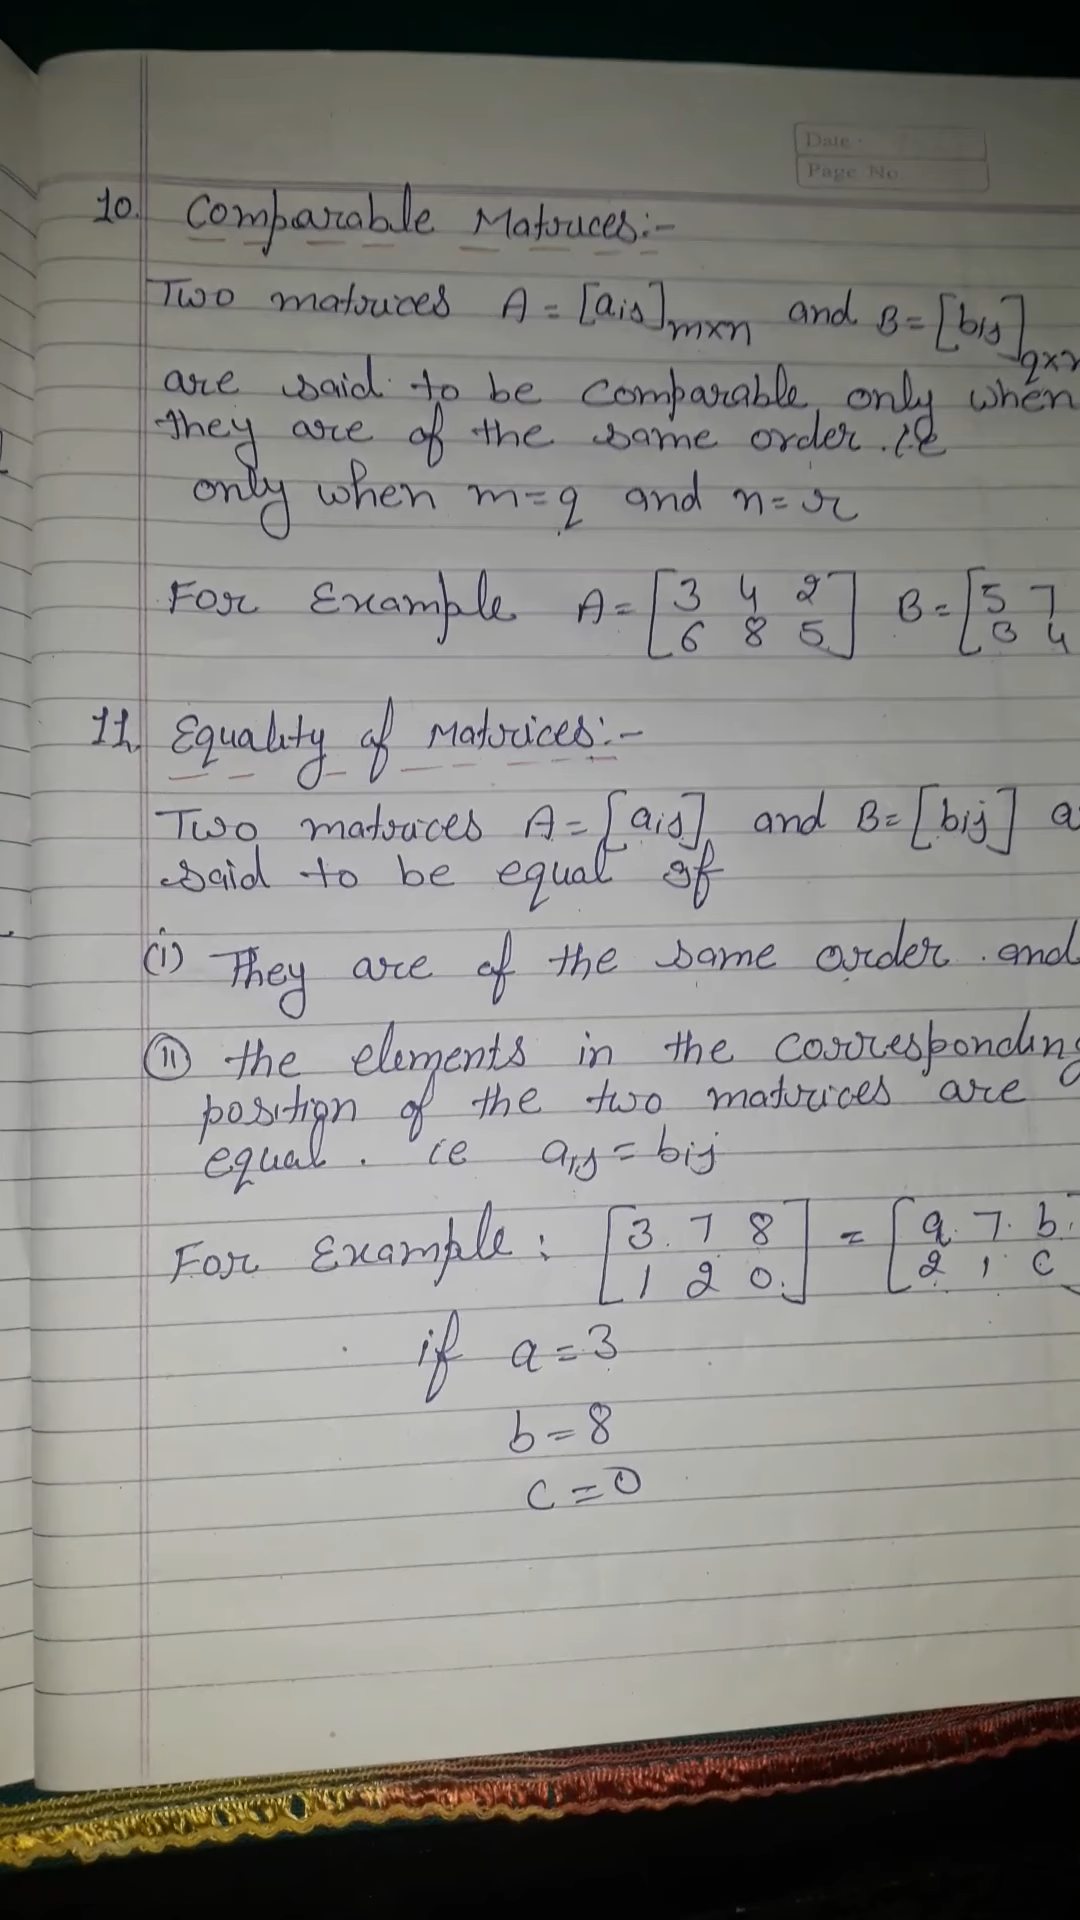 Date
Page No
10. Comparable Matrices:-
Two matrices A = [aij]m×n and B = [bij]q×r
are said to be comparable only when
they are of the same order. i.e
only when m=q and n=r
For Example A = [3 4 2 B = [5 7
6 8 5] 3 4
11. Equality of Matrices:-
Two matrices A = [aij] and B = [bij] a
said to be equal if
(i) They are of the same order and
(ii) the elements in the corresponding
position of the two matrices are
equal. ie aij = bij
For Example : [3 7 8 = [a 7 b
1 2 0] 2 1 c
if a = 3
b = 8
c = 0